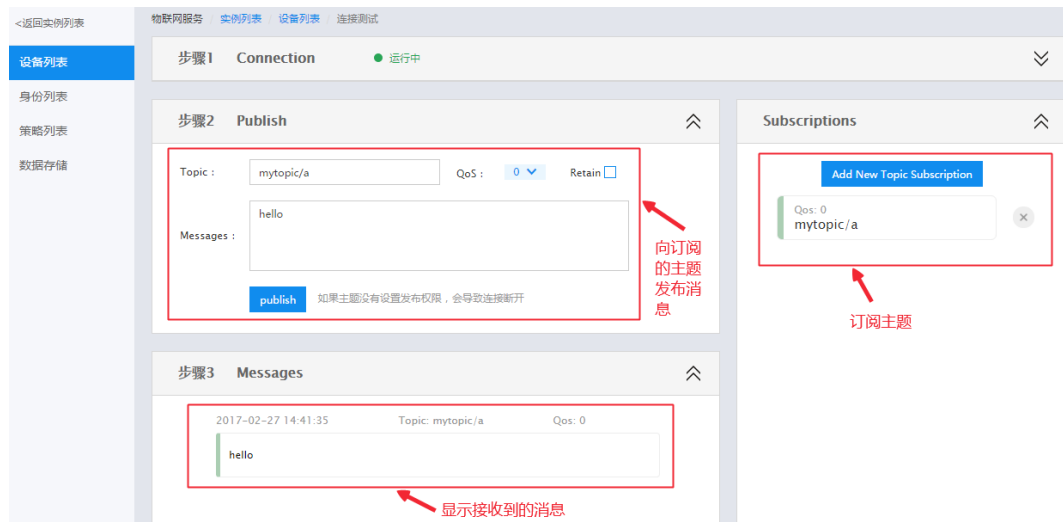 <返回实例列表
设备列表
身份列表
策略列表
数据存储
物联网服务 / 实例列表 / 设备列表 / 连接测试
步骤1 Connection 运行中
步骤2 Publish
Topic : mytopic/a QoS : 0 Retain
Messages : hello
publish 如果主题没有设置发布权限，会导致连接断开
向订阅
的主题
发布消
息
Subscriptions
Add New Topic Subscription
Qos: 0
mytopic/a
订阅主题
步骤3 Messages
2017-02-27 14:41:35 Topic: mytopic/a Qos: 0
hello
显示接收到的消息